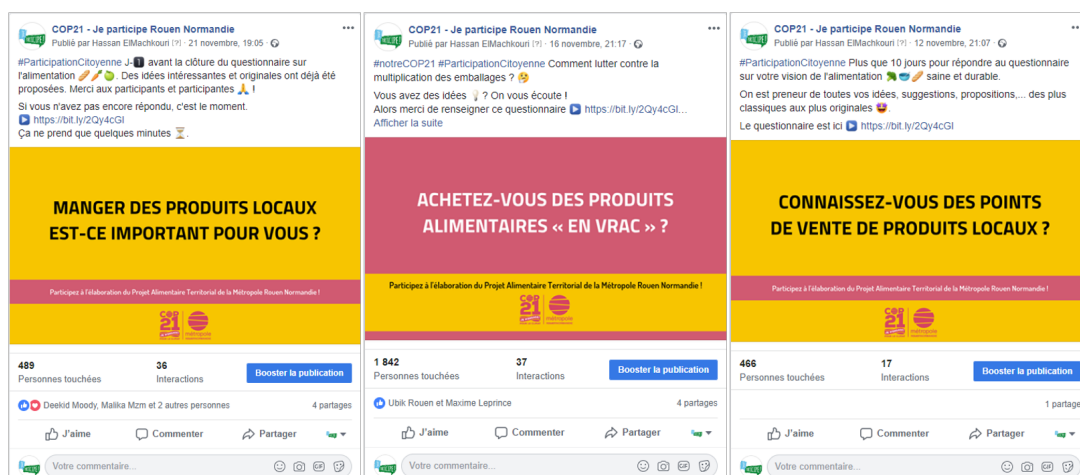 COP21 - Je participe Rouen Normandie
Publié par Hassan ElMachkouri [?] · 21 novembre, 19:05 ·
#ParticipationCitoyenne J-1 avant la clôture du questionnaire sur
l'alimentation 🥖🥕🍏. Des idées intéressantes et originales ont déjà été
proposées. Merci aux participants et participantes 🙏 !
Si vous n'avez pas encore répondu, c'est le moment.
▶ https://bit.ly/2Qy4cGI
Ça ne prend que quelques minutes ⏳.
MANGER DES PRODUITS LOCAUX
EST-CE IMPORTANT POUR VOUS ?
Participez à l'élaboration du Projet Alimentaire Territorial de la Métropole Rouen Normandie !
COP
21
métropole
489
Personnes touchées
36
Interactions
Booster la publication
Deekid Moody, Malika Mzm et 2 autres personnes
4 partages
J'aime
Commenter
Partager
Votre commentaire...
GIF
COP21 - Je participe Rouen Normandie
Publié par Hassan ElMachkouri [?] · 16 novembre, 21:17 ·
#notreCOP21 #ParticipationCitoyenne Comment lutter contre la
multiplication des emballages ? 🤔
Vous avez des idées 💡 ? On vous écoute !
Alors merci de renseigner ce questionnaire ▶ https://bit.ly/2Qy4cGI...
Afficher la suite
ACHETEZ-VOUS DES PRODUITS
ALIMENTAIRES « EN VRAC » ?
Participez à l'élaboration du Projet Alimentaire Territorial de la Métropole Rouen Normandie !
COP
21
métropole
1 842
Personnes touchées
37
Interactions
Booster la publication
Ubik Rouen et Maxime Leprince
4 partages
J'aime
Commenter
Partager
Votre commentaire...
GIF
COP21 - Je participe Rouen Normandie
Publié par Hassan ElMachkouri [?] · 12 novembre, 21:07 ·
#ParticipationCitoyenne Plus que 10 jours pour répondre au questionnaire
sur votre vision de l'alimentation 🥦🐟🥖 saine et durable.
On est preneur de toutes vos idées, suggestions, propositions,... des plus
classiques aux plus originales 🤩.
Le questionnaire est ici ▶ https://bit.ly/2Qy4cGI
CONNAISSEZ-VOUS DES POINTS
DE VENTE DE PRODUITS LOCAUX ?
Participez à l'élaboration du Projet Alimentaire Territorial de la Métropole Rouen Normandie !
COP
21
métropole
466
Personnes touchées
17
Interactions
Booster la publication
1 partage
J'aime
Commenter
Partager
Votre commentaire...
GIF